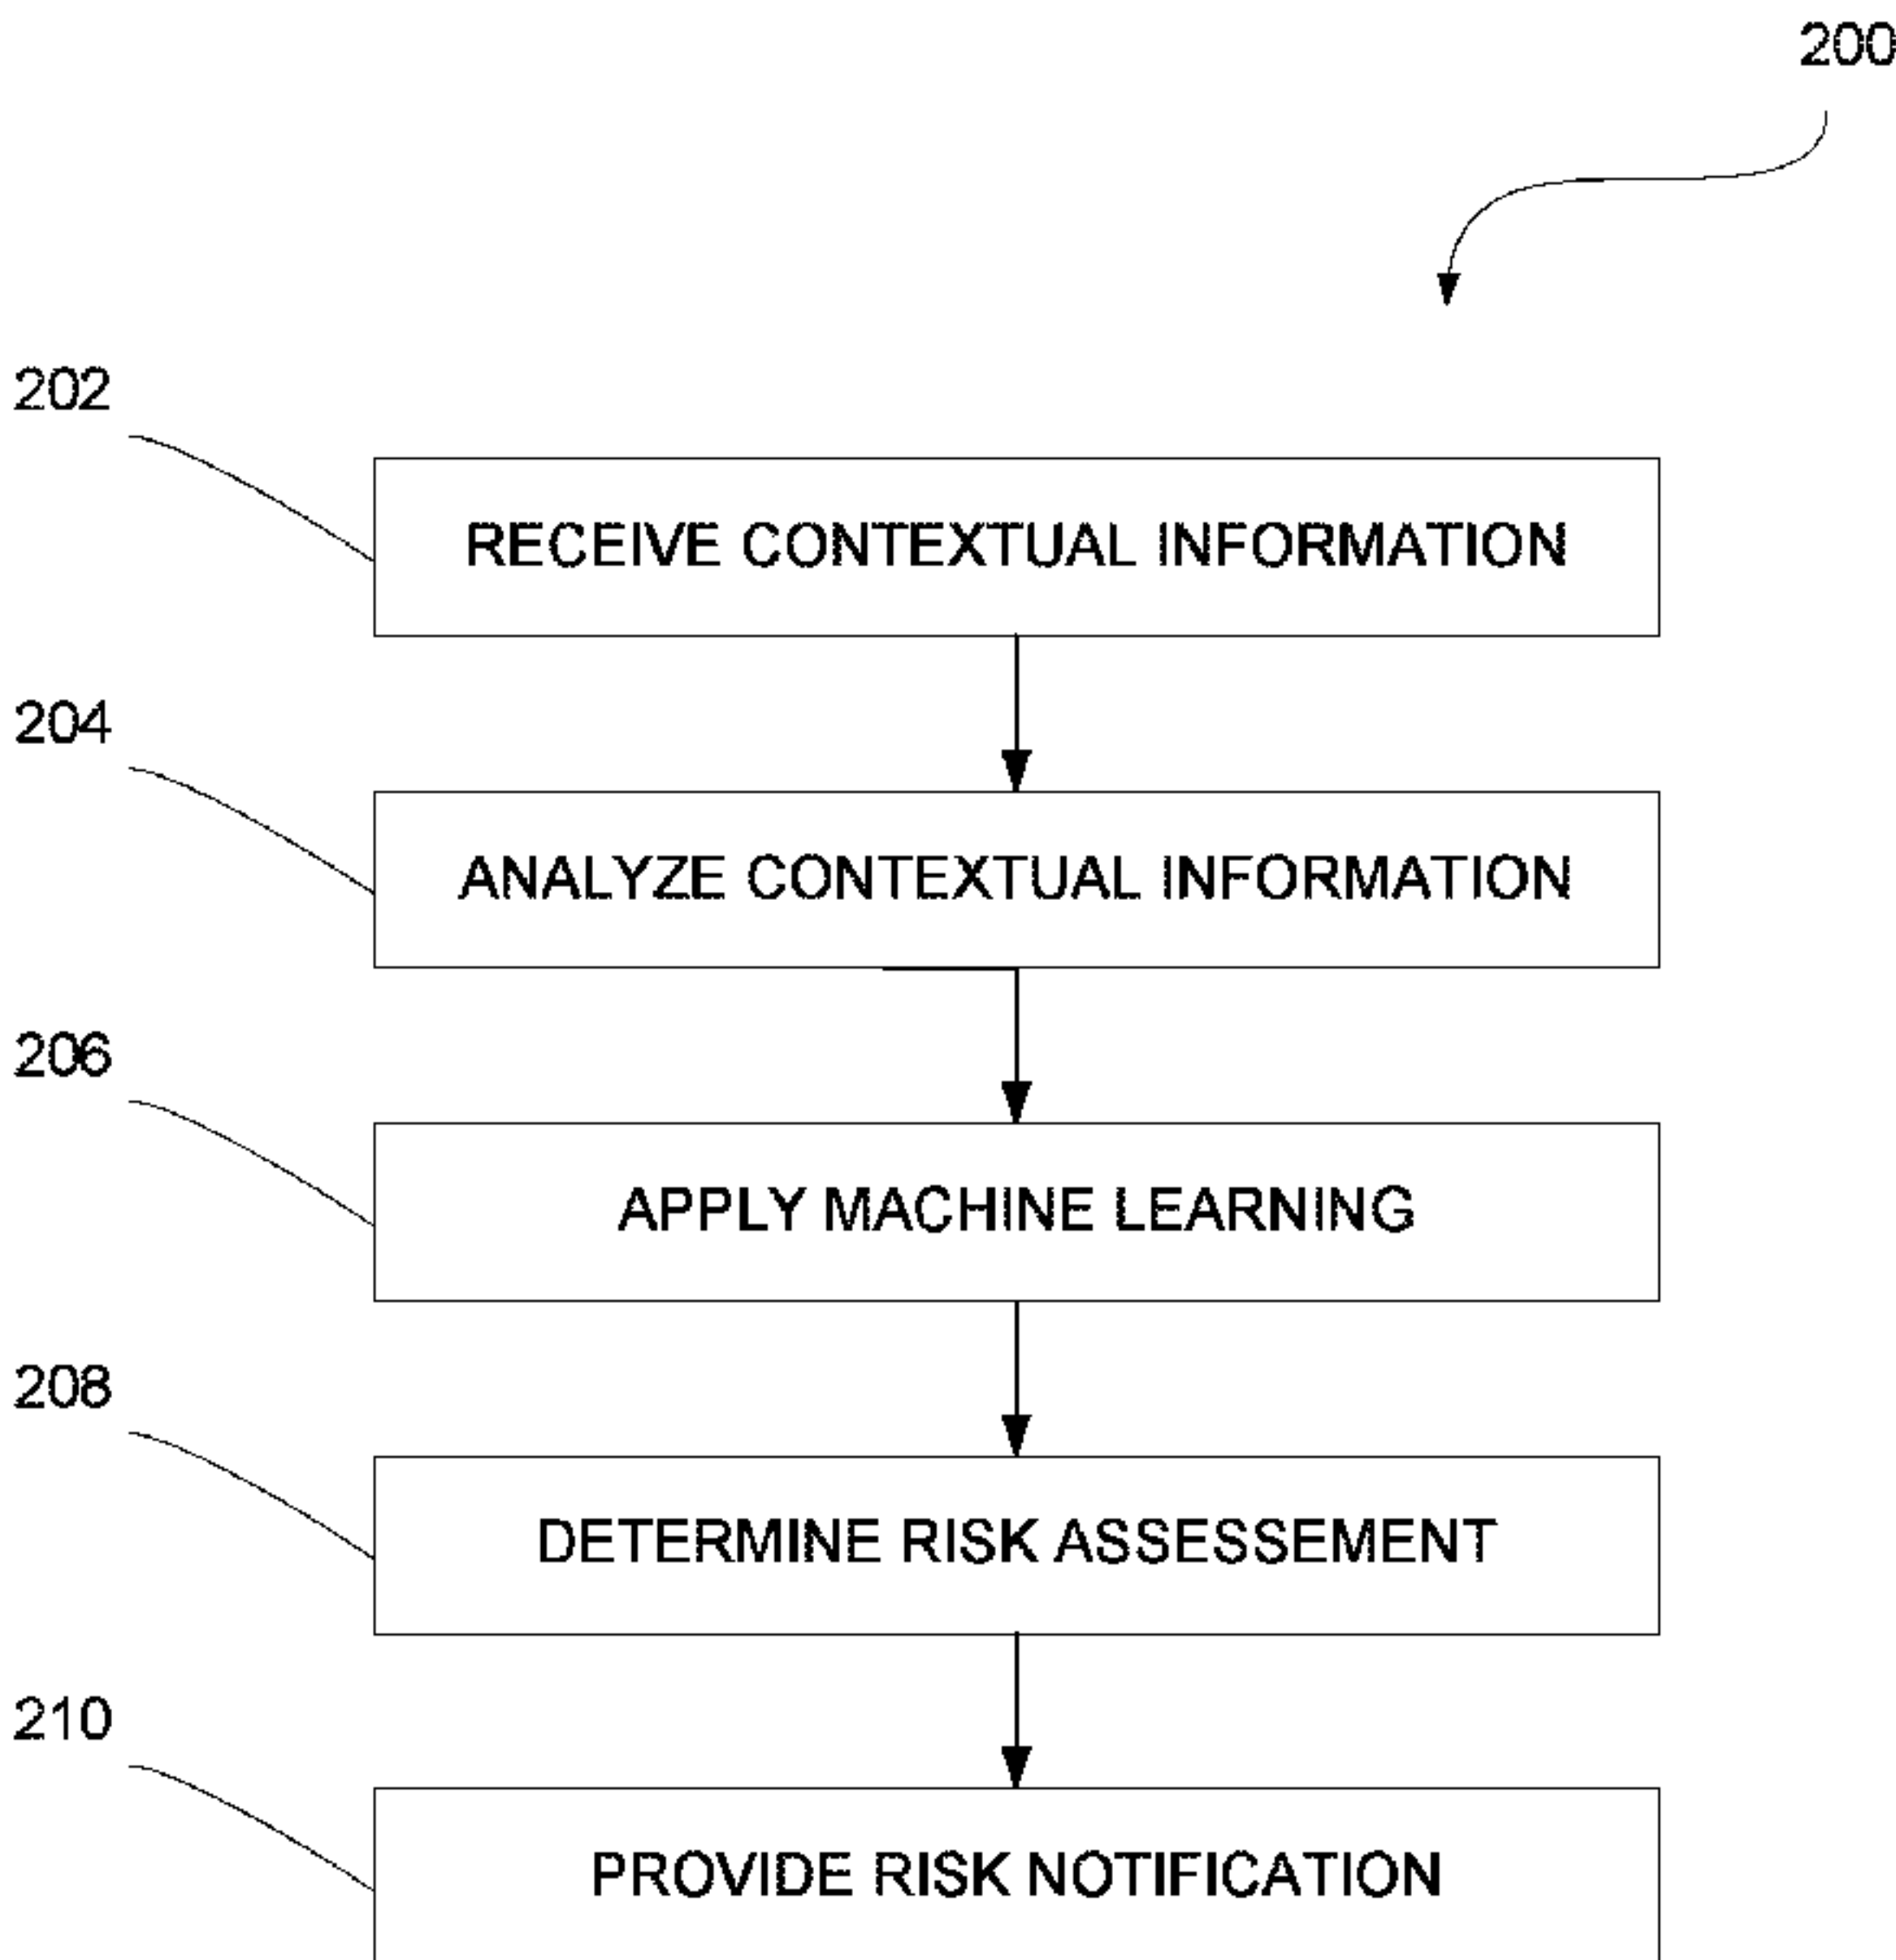 200
202
RECEIVE CONTEXTUAL INFORMATION
204
ANALYZE CONTEXTUAL INFORMATION
206
APPLY MACHINE LEARNING
208
DETERMINE RISK ASSESSEMENT
210
PROVIDE RISK NOTIFICATION